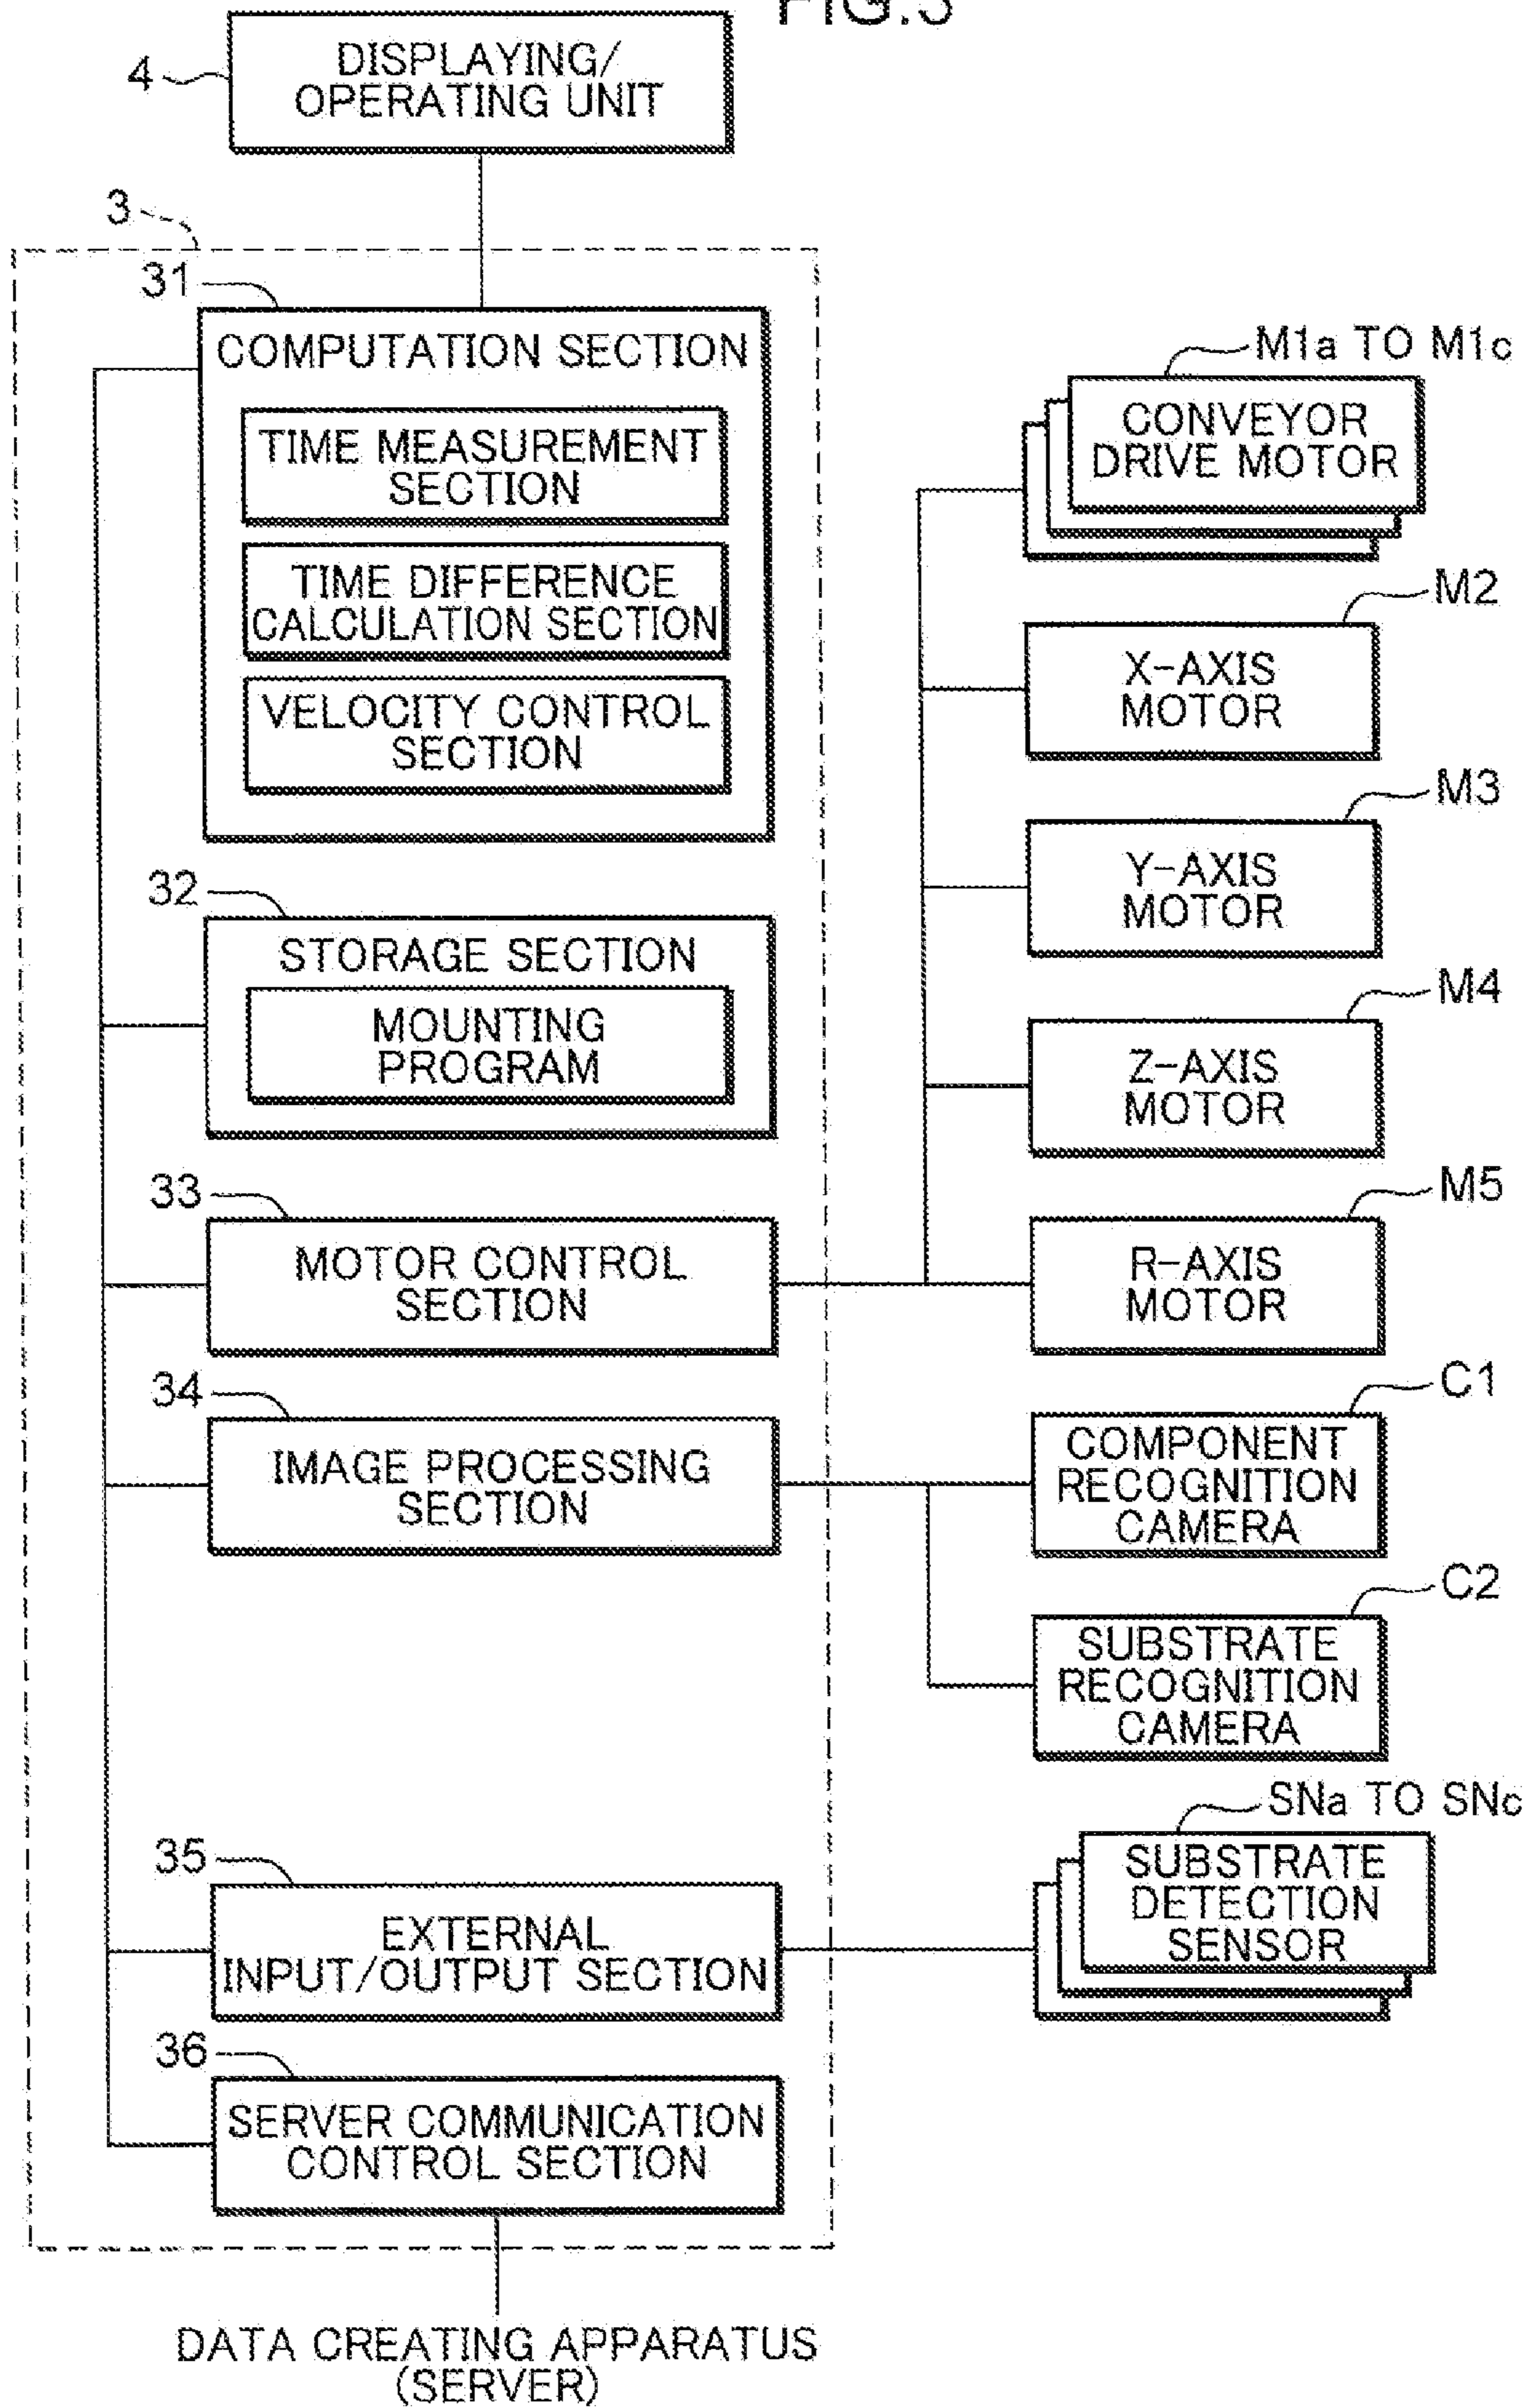 FIG.3
4
DISPLAYING/
OPERATING UNIT
3
31
COMPUTATION SECTION
TIME MEASUREMENT
SECTION
TIME DIFFERENCE
CALCULATION SECTION
VELOCITY CONTROL
SECTION
32
STORAGE SECTION
MOUNTING
PROGRAM
33
MOTOR CONTROL
SECTION
34
IMAGE PROCESSING
SECTION
35
EXTERNAL
INPUT/OUTPUT SECTION
36
SERVER COMMUNICATION
CONTROL SECTION
DATA CREATING APPARATUS
(SERVER)
M1a TO M1c
CONVEYOR
DRIVE MOTOR
M2
X-AXIS
MOTOR
M3
Y-AXIS
MOTOR
M4
Z-AXIS
MOTOR
M5
R-AXIS
MOTOR
C1
COMPONENT
RECOGNITION
CAMERA
C2
SUBSTRATE
RECOGNITION
CAMERA
SNa TO SNc
SUBSTRATE
DETECTION
SENSOR